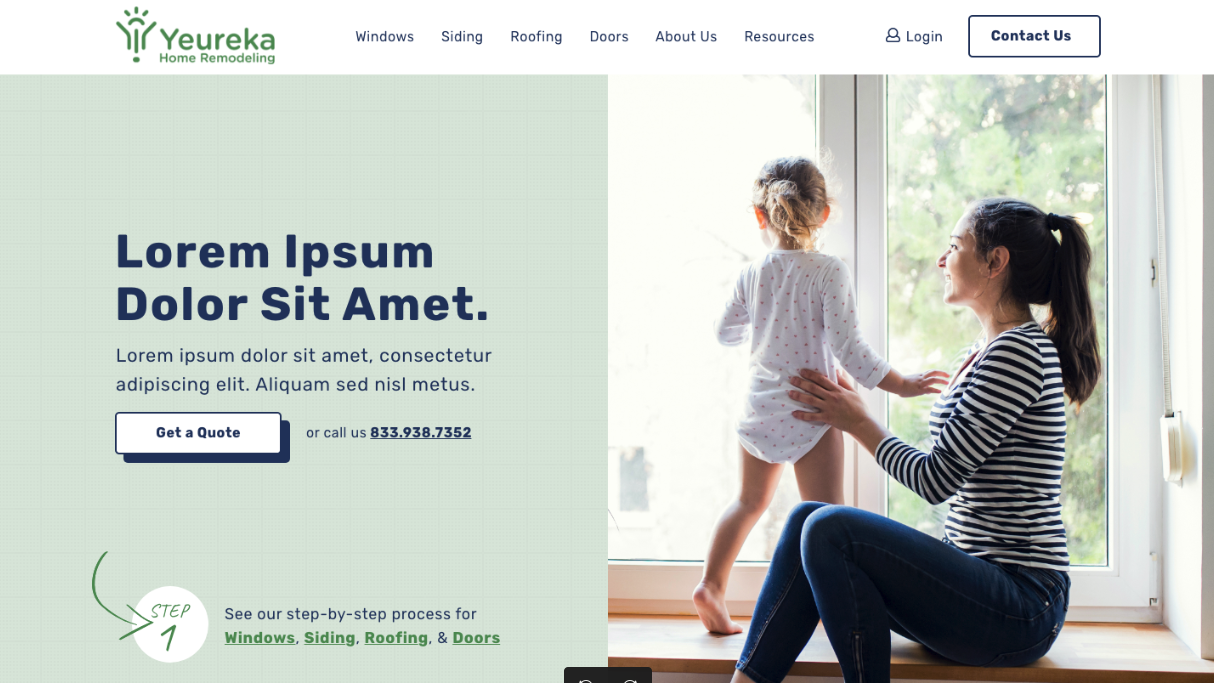 Yeureka
Home Remodeling
Windows
Siding
Roofing
Doors
About Us
Resources
Login
Contact Us
Lorem Ipsum
Dolor Sit Amet.
Lorem ipsum dolor sit amet, consectetur
adipiscing elit. Aliquam sed nisl metus.
Get a Quote
or call us 833.938.7352
STEP
1
See our step-by-step process for
Windows, Siding, Roofing, & Doors